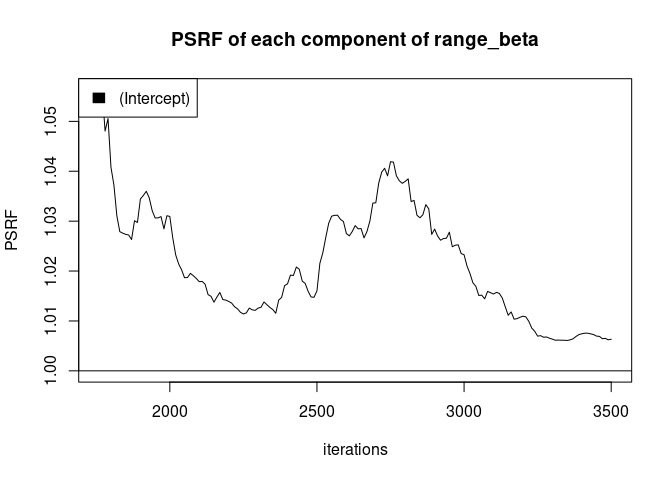 PSRF of each component of range_beta
(Intercept)
PSRF
1.05
1.04
1.03
1.02
1.01
1.00
2000 2500 3000 3500
iterations